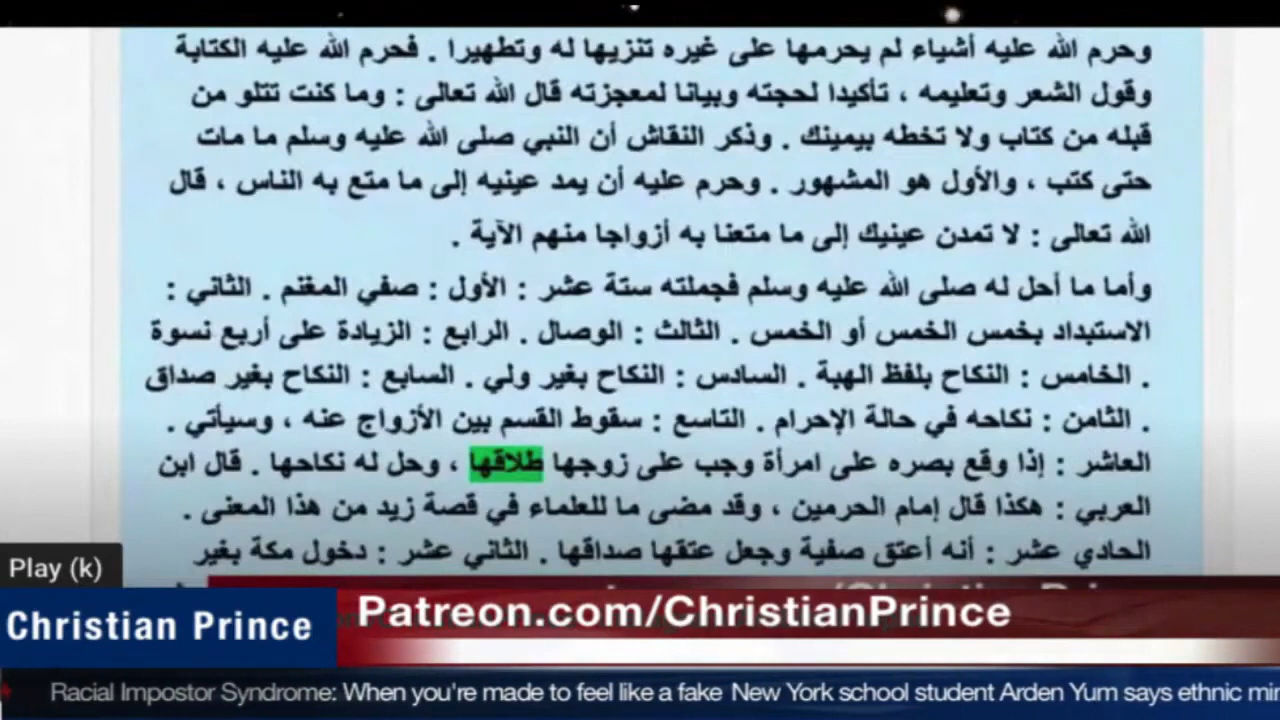 وحرم الله عليه أشياء لم يحرمها على غيره تنزيها له وتطهيرا . فحرم الله عليه الكتابة
وقول الشعر وتعليمه ، تأكيدا لحجته وبيانا لمعجزته قال الله تعالى : وما كنت تتلو من
قبله من كتاب ولا تخطه بيمينك . وذكر النقاش أن النبي صلى الله عليه وسلم ما مات
حتى كتب ، والأول هو المشهور . وحرم عليه أن يمد عينيه إلى ما متع به الناس ، قال
الله تعالى : لا تمدن عينيك إلى ما متعنا به أزواجا منهم الآية .
وأما ما أحل له صلى الله عليه وسلم فجملته ستة عشر : الأول : صفي المغنم . الثاني :
الاستبداد بخمس الخمس أو الخمس . الثالث : الوصال . الرابع : الزيادة على أربع نسوة
. الخامس : النكاح بلفظ الهبة . السادس : النكاح بغير ولي . السابع : النكاح بغير صداق
. الثامن : نكاحه في حالة الإحرام . التاسع : سقوط القسم بين الأزواج عنه ، وسيأتي .
العاشر : إذا وقع بصره على امرأة وجب على زوجها طلاقها ، وحل له نكاحها . قال ابن
العربي : هكذا قال إمام الحرمين ، وقد مضى ما للعلماء في قصة زيد من هذا المعنى .
الحادي عشر : أنه أعتق صفية وجعل عتقها صداقها . الثاني عشر : دخول مكة بغير
Play (k)
Christian Prince
Patreon.com/ChristianPrince
Racial Impostor Syndrome: When you're made to feel like a fake New York school student Arden Yum says ethnic